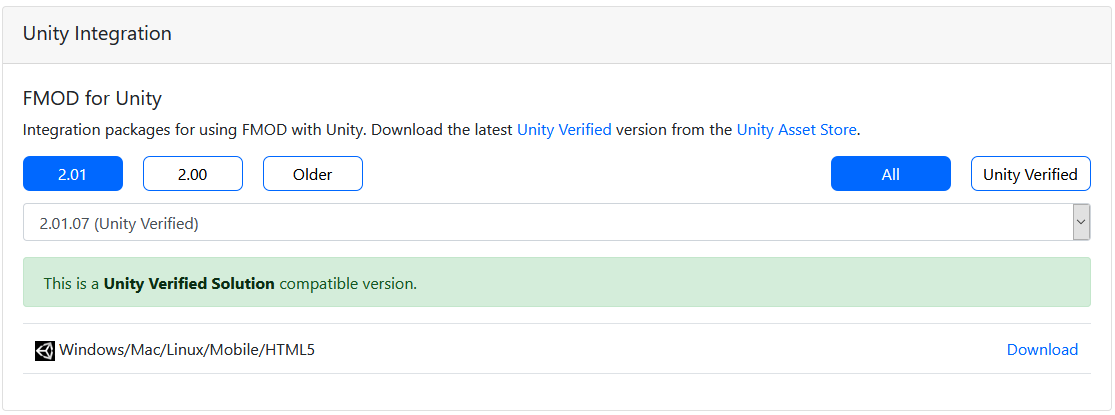 Unity Integration
FMOD for Unity
Integration packages for using FMOD with Unity. Download the latest Unity Verified version from the Unity Asset Store.
2.01 2.00 Older All Unity Verified
2.01.07 (Unity Verified)
This is a Unity Verified Solution compatible version.
Windows/Mac/Linux/Mobile/HTML5 Download